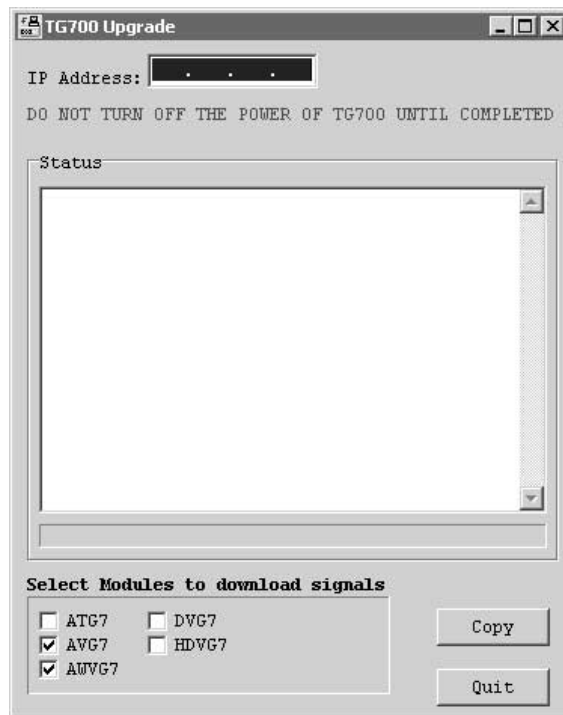 TG700 Upgrade
IP Address: . . .
DO NOT TURN OFF THE POWER OF TG700 UNTIL COMPLETED
Status
Select Modules to download signals
ATG7 DVG7
AVG7 HDVG7
AWVG7
Copy
Quit